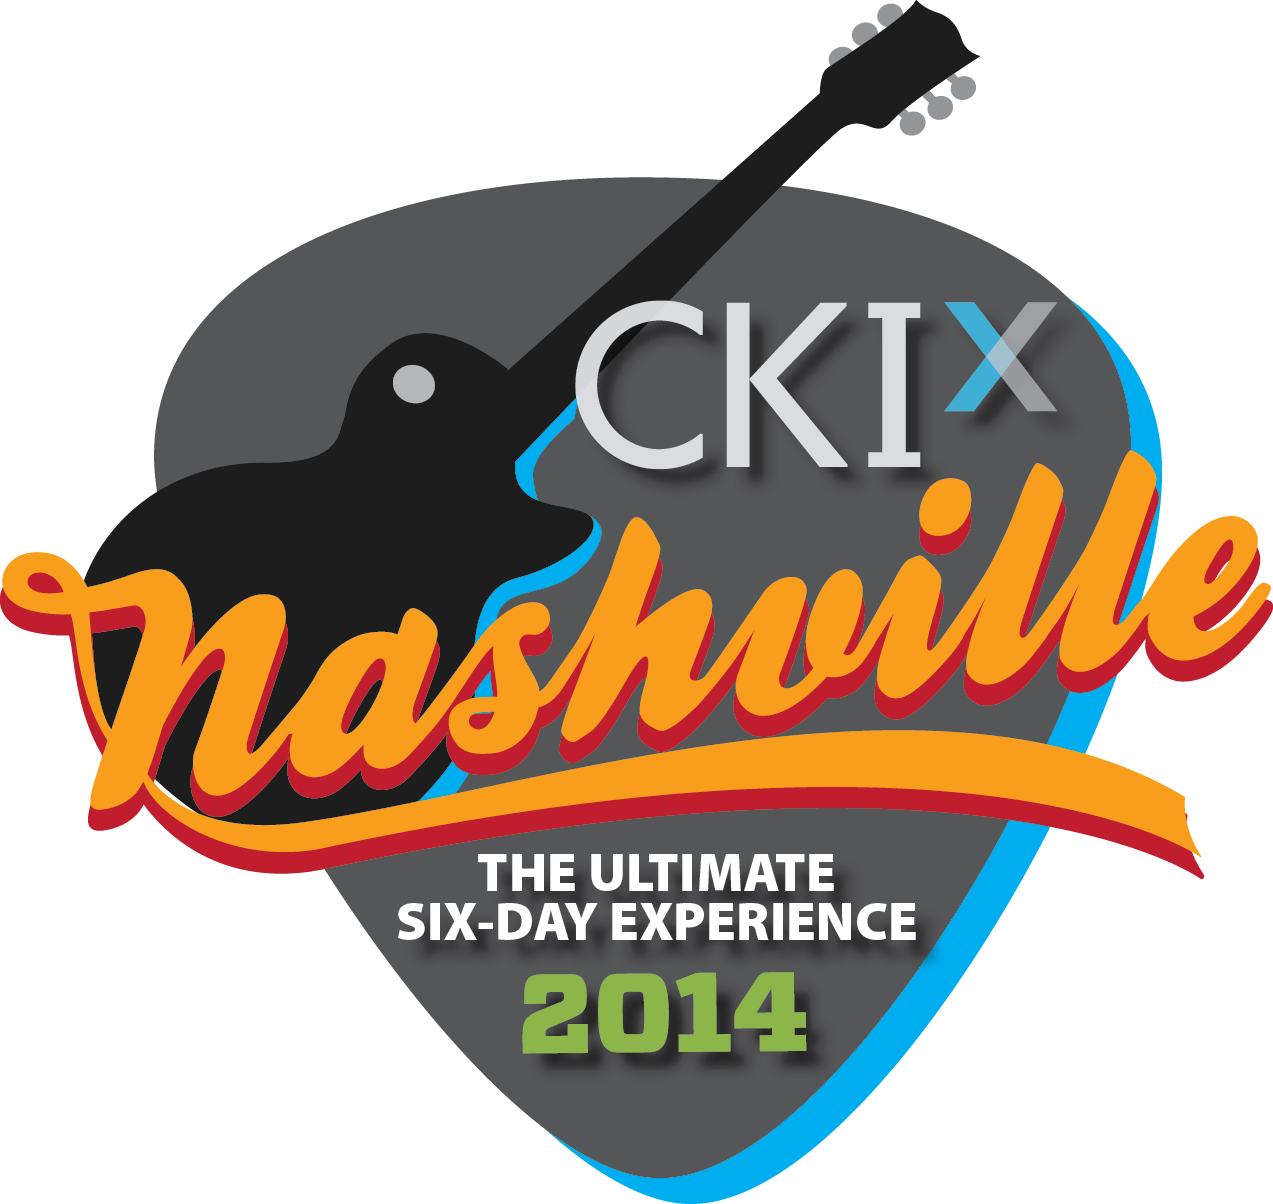 CKIX
Nashville
THE ULTIMATE
SIX-DAY EXPERIENCE
2014